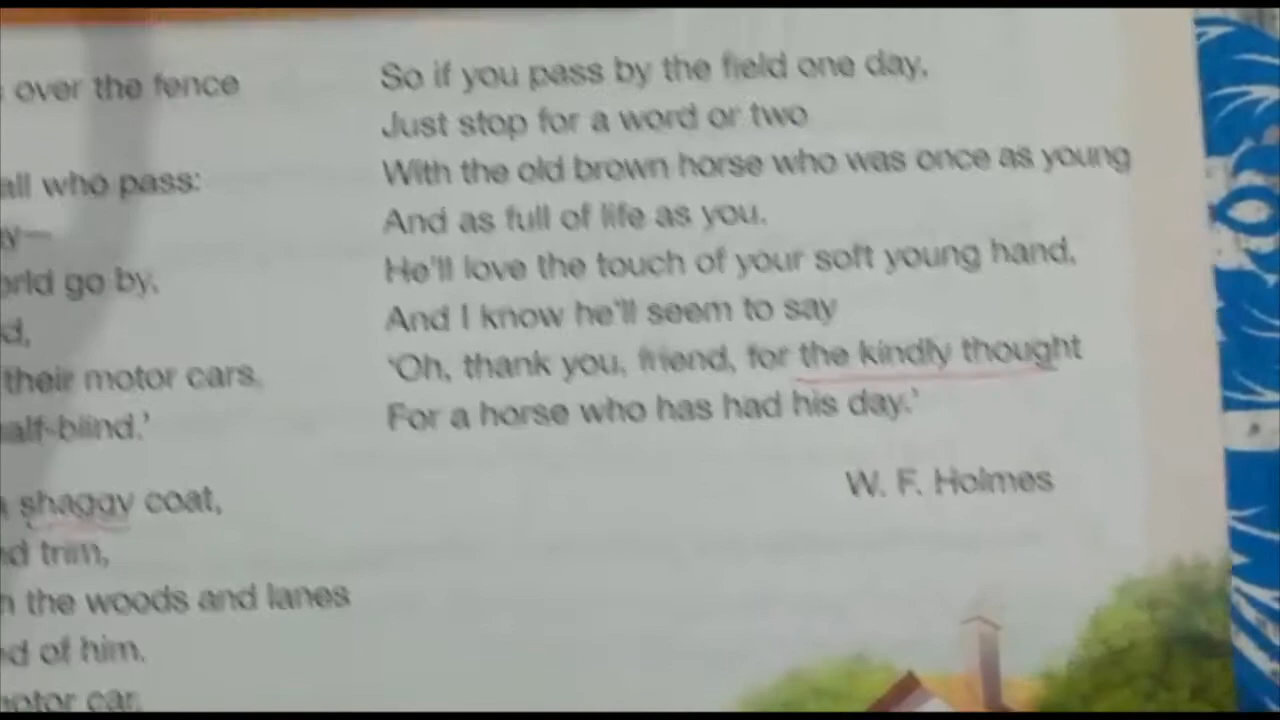 over the fence
all who pass:
go by,
their motor cars,
half-blind.'
shaggy coat,
trim,
the woods and lanes
of him.
motor car,
So if you pass by the field one day,
Just stop for a word or two
With the old brown horse who was once as young
And as full of life as you.
He'll love the touch of your soft young hand,
And I know he'll seem to say
'Oh, thank you, friend, for the kindly thought
For a horse who has had his day.'
W. F. Holmes